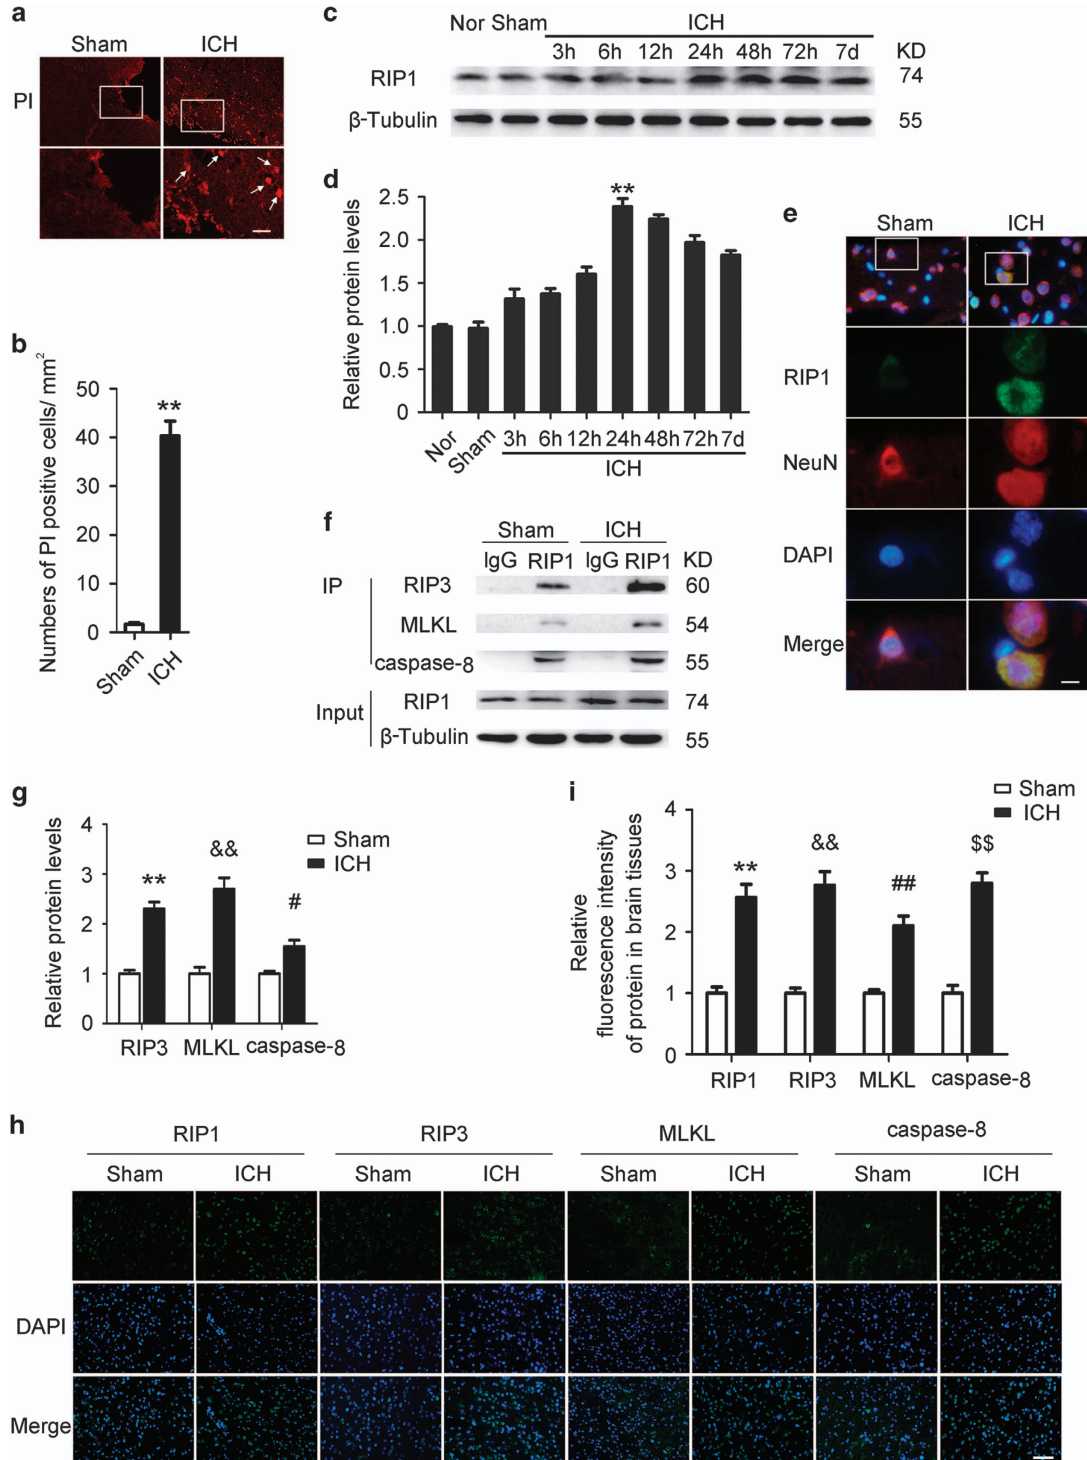 a
Sham ICH
PI
b
Numbers of PI positive cells/ mm²
50
40
30
20
10
0
**
Sham
ICH
c
Nor Sham ICH
3h 6h 12h 24h 48h 72h 7d KD
RIP1 74
β-Tubulin 55
d
Relative protein levels
2.5
2.0
1.5
1.0
0.5
0
**
Nor Sham 3h 6h 12h 24h 48h 72h 7d
ICH
e
Sham ICH
RIP1
NeuN
DAPI
Merge
f
Sham ICH
IgG RIP1 IgG RIP1 KD
IP
RIP3 60
MLKL 54
caspase-8 55
Input
RIP1 74
β-Tubulin 55
g
Relative protein levels
4
3
2
1
0
Sham
ICH
** && #
RIP3 MLKL caspase-8
i
Relative
fluorescence intensity
of protein in brain tissues
4
3
2
1
0
Sham
ICH
** && ## $$
RIP1 RIP3 MLKL caspase-8
h
RIP1 RIP3 MLKL caspase-8
Sham ICH Sham ICH Sham ICH Sham ICH
DAPI
Merge